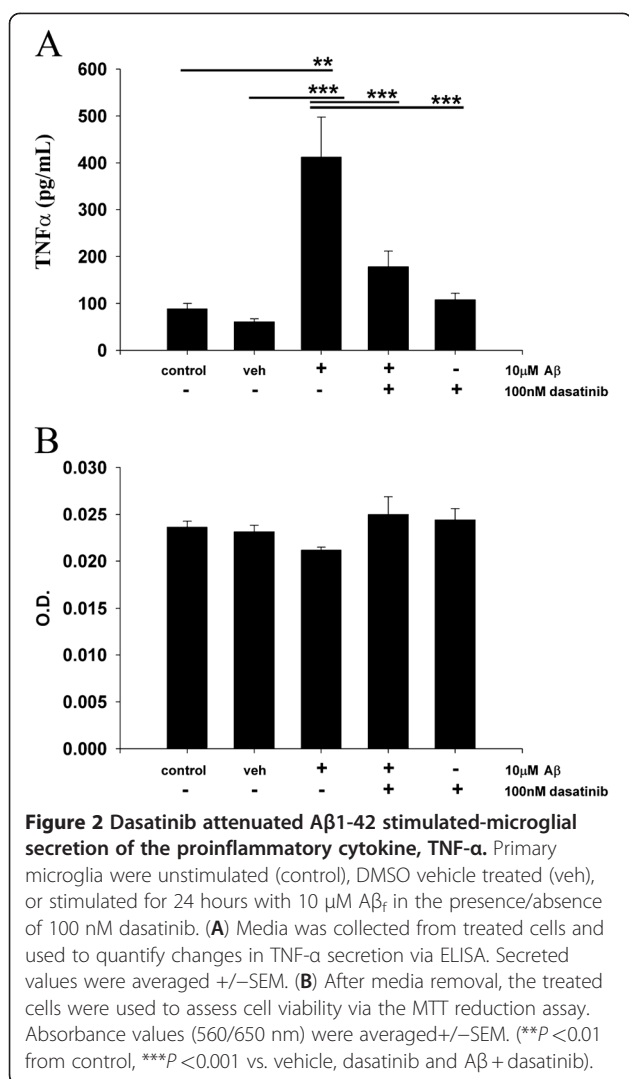 A
600
**
500
***
***
***
400
TNFα (pg/mL)
300
200
100
0
control veh + + - 10μM Aβ
- - - + + 100nM dasatinib
B
0.030
0.025
0.020
O.D.
0.015
0.010
0.005
0.000
control veh + + - 10μM Aβ
- - - + + 100nM dasatinib
Figure 2 Dasatinib attenuated Aβ1-42 stimulated-microglial
secretion of the proinflammatory cytokine, TNF-α. Primary
microglia were unstimulated (control), DMSO vehicle treated (veh),
or stimulated for 24 hours with 10 μM Aβf in the presence/absence
of 100 nM dasatinib. (A) Media was collected from treated cells and
used to quantify changes in TNF-α secretion via ELISA. Secreted
values were averaged +/−SEM. (B) After media removal, the treated
cells were used to assess cell viability via the MTT reduction assay.
Absorbance values (560/650 nm) were averaged+/−SEM. (**P <0.01
from control, ***P <0.001 vs. vehicle, dasatinib and Aβ + dasatinib).